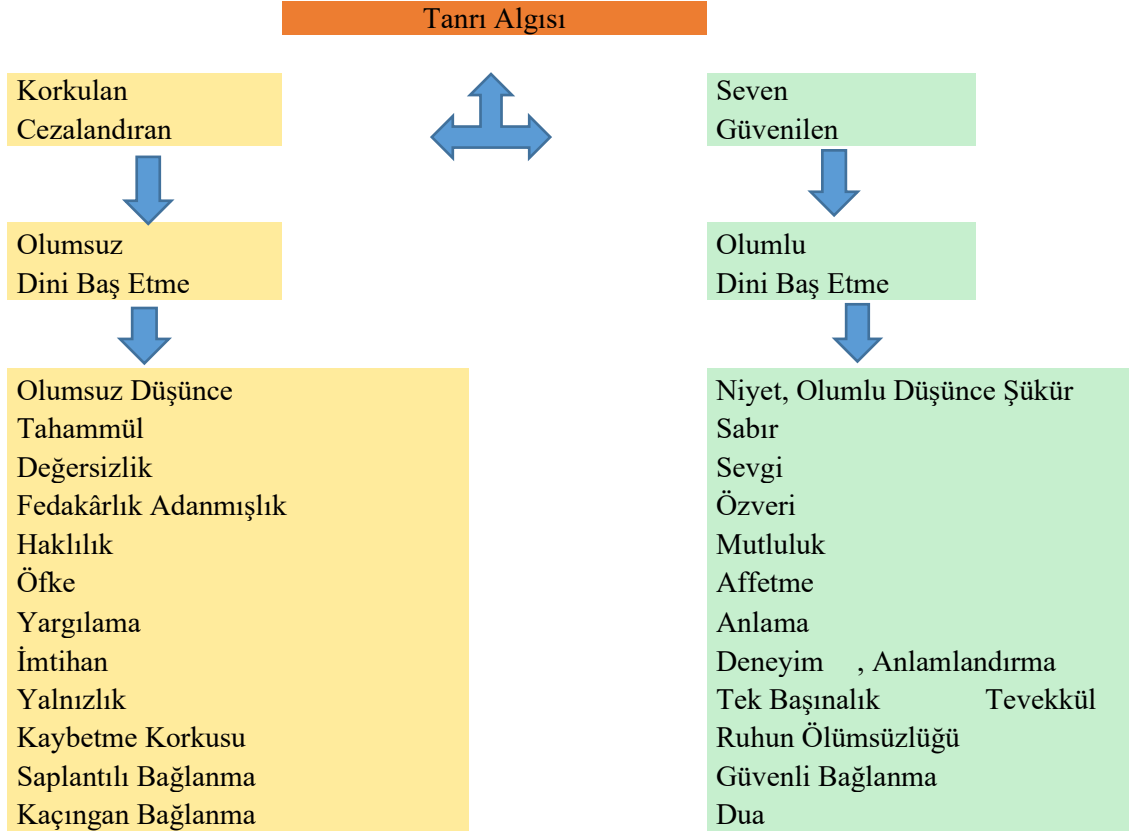 Tanrı Algısı
Korkulan
Cezalandıran
Seven
Güvenilen
Olumsuz
Dini Baş Etme
Olumlu
Dini Baş Etme
Olumsuz Düşünce
Tahammül
Değersizlik
Fedakârlık Adanmışlık
Haklılık
Öfke
Yargılama
İmtihan
Yalnızlık
Kaybetme Korkusu
Saplantılı Bağlanma
Kaçıngan Bağlanma
Niyet, Olumlu Düşünce Şükür
Sabır
Sevgi
Özveri
Mutluluk
Affetme
Anlama
Deneyim , Anlamlandırma
Tek Başınalık Tevekkül
Ruhun Ölümsüzlüğü
Güvenli Bağlanma
Dua